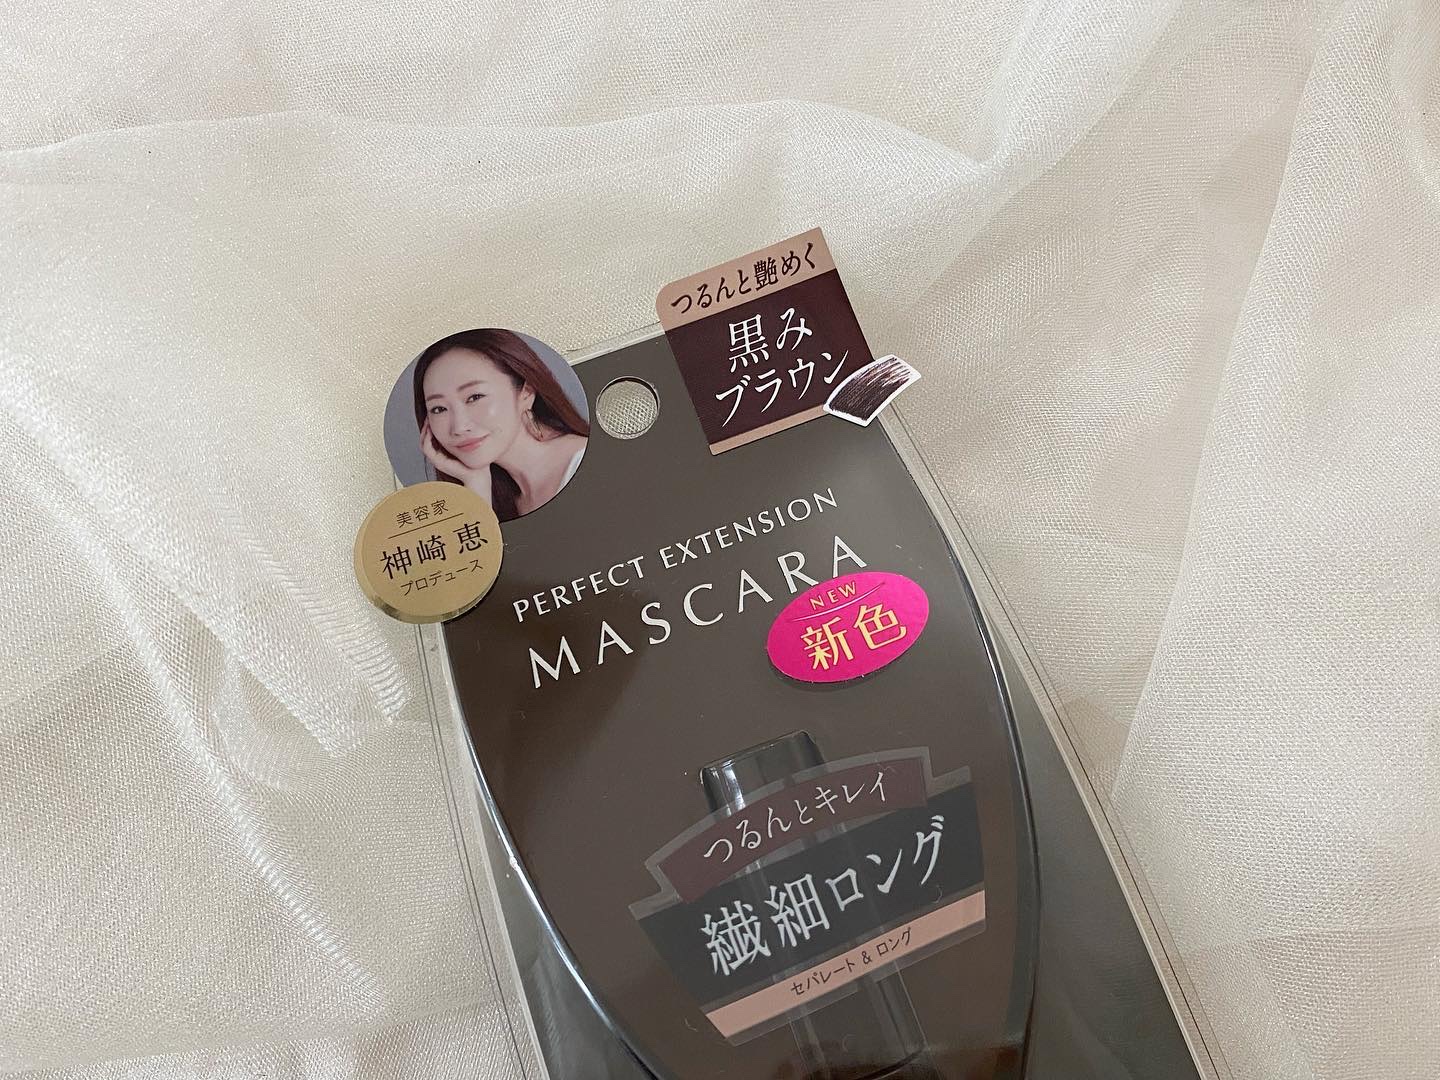 つるんと艶めく
黒み
ブラウン
美容家
神崎 恵
プロデュース
PERFECT EXTENSION
MASCARA
NEW
新色
つるんとキレイ
繊細ロング
セパレート & ロング